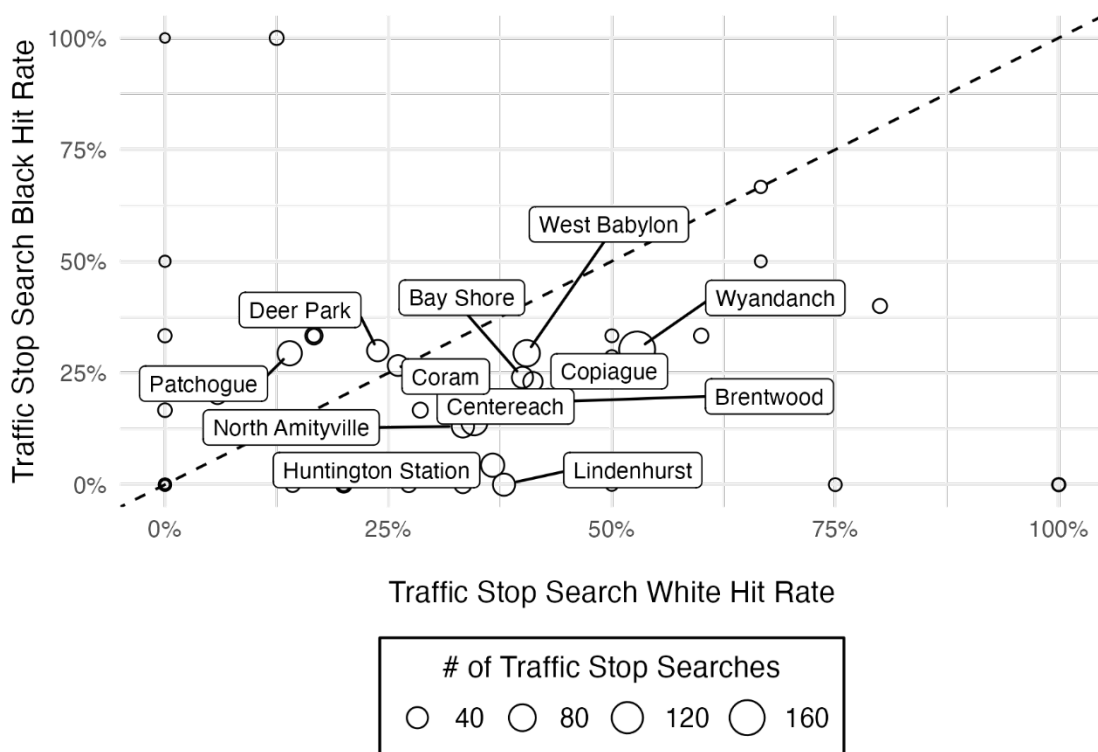 Traffic Stop Search Black Hit Rate
100%
75%
50%
25%
0%
West Babylon
Bay Shore
Wyandanch
Deer Park
Copiague
Coram
Patchogue
Brentwood
Centereach
North Amityville
Huntington Station
Lindenhurst
0%
25%
50%
75%
100%
Traffic Stop Search White Hit Rate
# of Traffic Stop Searches
40
80
120
160